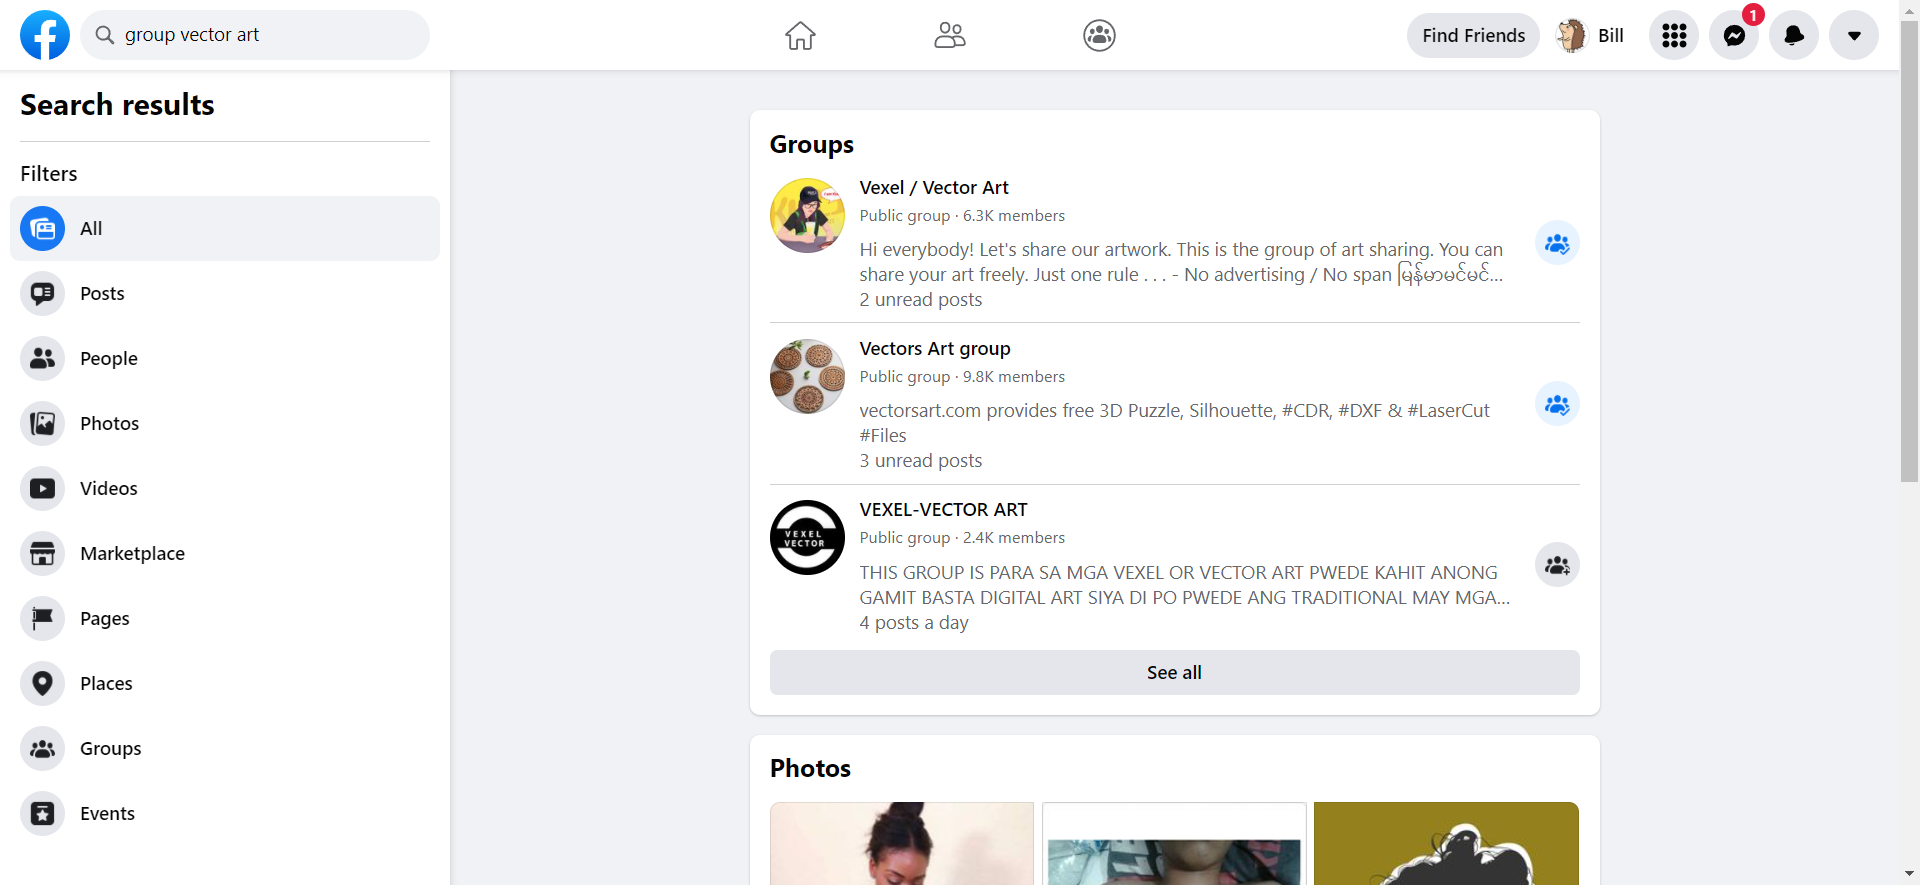 group vector art
Find Friends
Bill
1
Search results
Filters
All
Posts
People
Photos
Videos
Marketplace
Pages
Places
Groups
Events
Groups
Vexel / Vector Art
Public group · 6.3K members
Hi everybody! Let's share our artwork. This is the group of art sharing. You can
share your art freely. Just one rule . . . - No advertising / No span မြန်မာမင်မင်...
2 unread posts
Vectors Art group
Public group · 9.8K members
vectorsart.com provides free 3D Puzzle, Silhouette, #CDR, #DXF & #LaserCut
#Files
3 unread posts
VEXEL
VECTOR
VEXEL-VECTOR ART
Public group · 2.4K members
THIS GROUP IS PARA SA MGA VEXEL OR VECTOR ART PWEDE KAHIT ANONG
GAMIT BASTA DIGITAL ART SIYA DI PO PWEDE ANG TRADITIONAL MAY MGA...
4 posts a day
See all
Photos